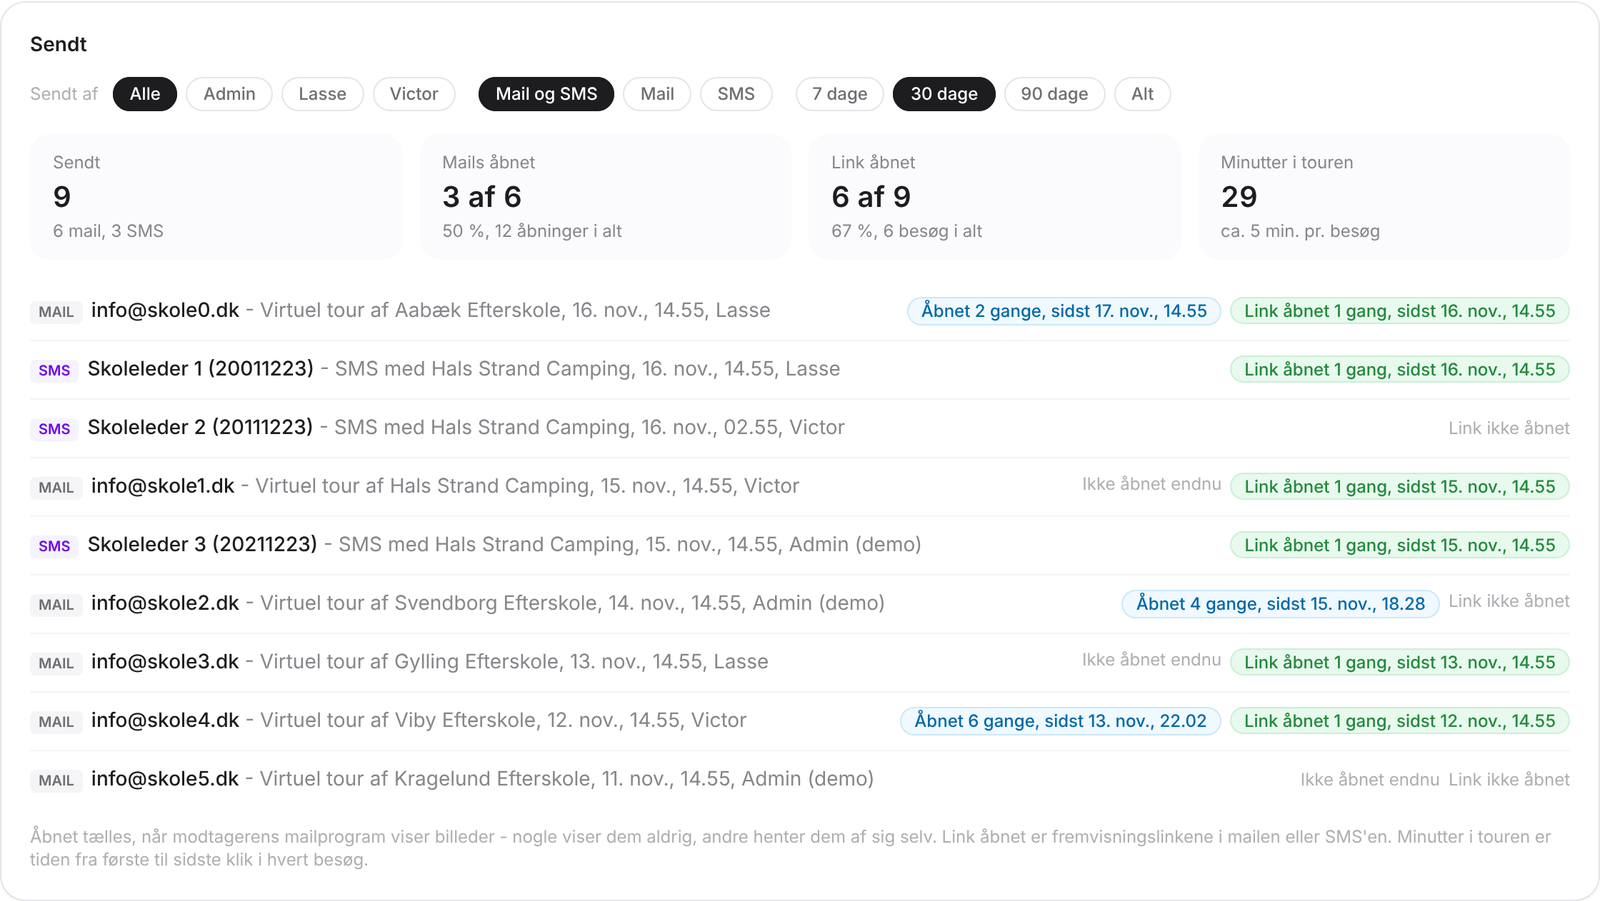 Sendt
Sendt af Alle Admin Lasse Victor Mail og SMS Mail SMS 7 dage 30 dage 90 dage Alt
Sendt
9
6 mail, 3 SMS
Mails åbnet
3 af 6
50 %, 12 åbninger i alt
Link åbnet
6 af 9
67 %, 6 besøg i alt
Minutter i touren
29
ca. 5 min. pr. besøg
MAIL info@skole0.dk - Virtuel tour af Aabæk Efterskole, 16. nov., 14.55, Lasse Åbnet 2 gange, sidst 17. nov., 14.55 Link åbnet 1 gang, sidst 16. nov., 14.55
SMS Skoleleder 1 (20011223) - SMS med Hals Strand Camping, 16. nov., 14.55, Lasse Link åbnet 1 gang, sidst 16. nov., 14.55
SMS Skoleleder 2 (20111223) - SMS med Hals Strand Camping, 16. nov., 02.55, Victor Link ikke åbnet
MAIL info@skole1.dk - Virtuel tour af Hals Strand Camping, 15. nov., 14.55, Victor Ikke åbnet endnu Link åbnet 1 gang, sidst 15. nov., 14.55
SMS Skoleleder 3 (20211223) - SMS med Hals Strand Camping, 15. nov., 14.55, Admin (demo) Link åbnet 1 gang, sidst 15. nov., 14.55
MAIL info@skole2.dk - Virtuel tour af Svendborg Efterskole, 14. nov., 14.55, Admin (demo) Åbnet 4 gange, sidst 15. nov., 18.28 Link ikke åbnet
MAIL info@skole3.dk - Virtuel tour af Gylling Efterskole, 13. nov., 14.55, Lasse Ikke åbnet endnu Link åbnet 1 gang, sidst 13. nov., 14.55
MAIL info@skole4.dk - Virtuel tour af Viby Efterskole, 12. nov., 14.55, Victor Åbnet 6 gange, sidst 13. nov., 22.02 Link åbnet 1 gang, sidst 12. nov., 14.55
MAIL info@skole5.dk - Virtuel tour af Kragelund Efterskole, 11. nov., 14.55, Admin (demo) Ikke åbnet endnu Link ikke åbnet
Åbnet tælles, når modtagerens mailprogram viser billeder - nogle viser dem aldrig, andre henter dem af sig selv. Link åbnet er fremvisningslinkene i mailen eller SMS'en. Minutter i touren er
tiden fra første til sidste klik i hvert besøg.